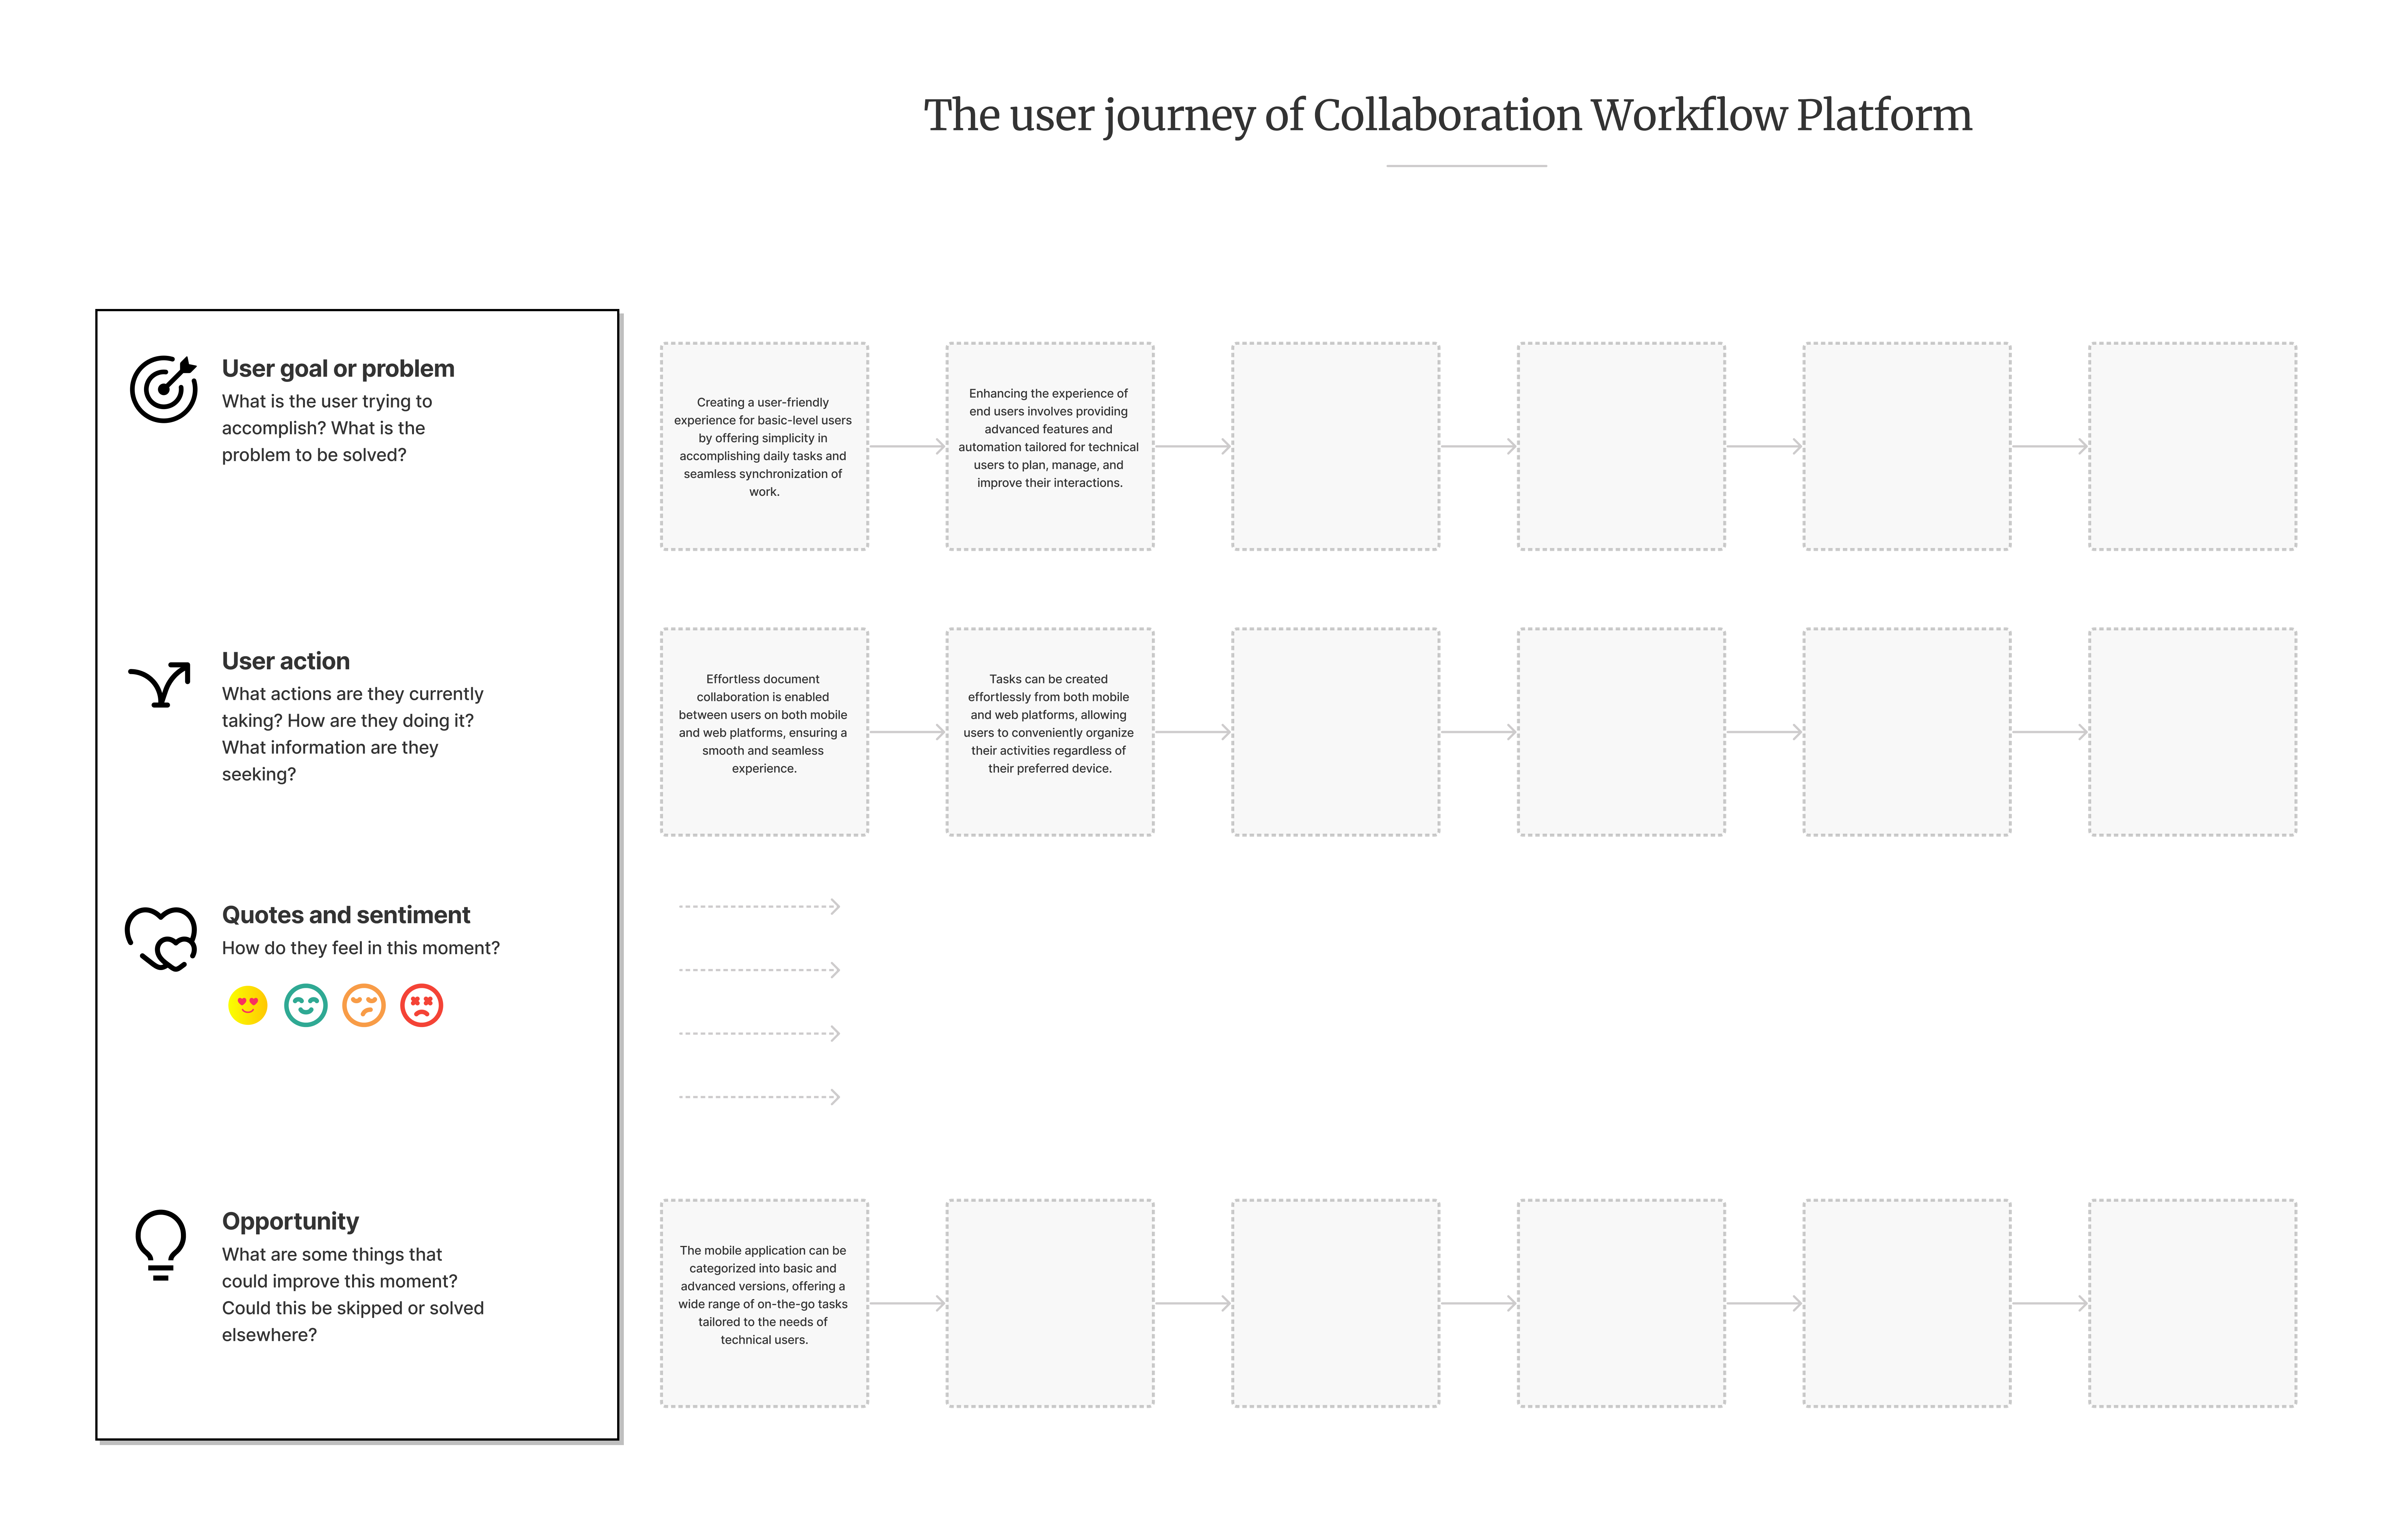 The user journey of Collaboration Workflow Platform
User goal or problem
What is the user trying to
accomplish? What is the
problem to be solved?
Creating a user-friendly
experience for basic-level users
by offering simplicity in
accomplishing daily tasks and
seamless synchronization of
work.
Enhancing the experience of
end users involves providing
advanced features and
automation tailored for technical
users to plan, manage, and
improve their interactions.
User action
What actions are they currently
taking? How are they doing it?
What information are they
seeking?
Effortless document
collaboration is enabled
between users on both mobile
and web platforms, ensuring a
smooth and seamless
experience.
Tasks can be created
effortlessly from both mobile
and web platforms, allowing
users to conveniently organize
their activities regardless of
their preferred device.
Quotes and sentiment
How do they feel in this moment?
Opportunity
What are some things that
could improve this moment?
Could this be skipped or solved
elsewhere?
The mobile application can be
categorized into basic and
advanced versions, offering a
wide range of on-the-go tasks
tailored to the needs of
technical users.